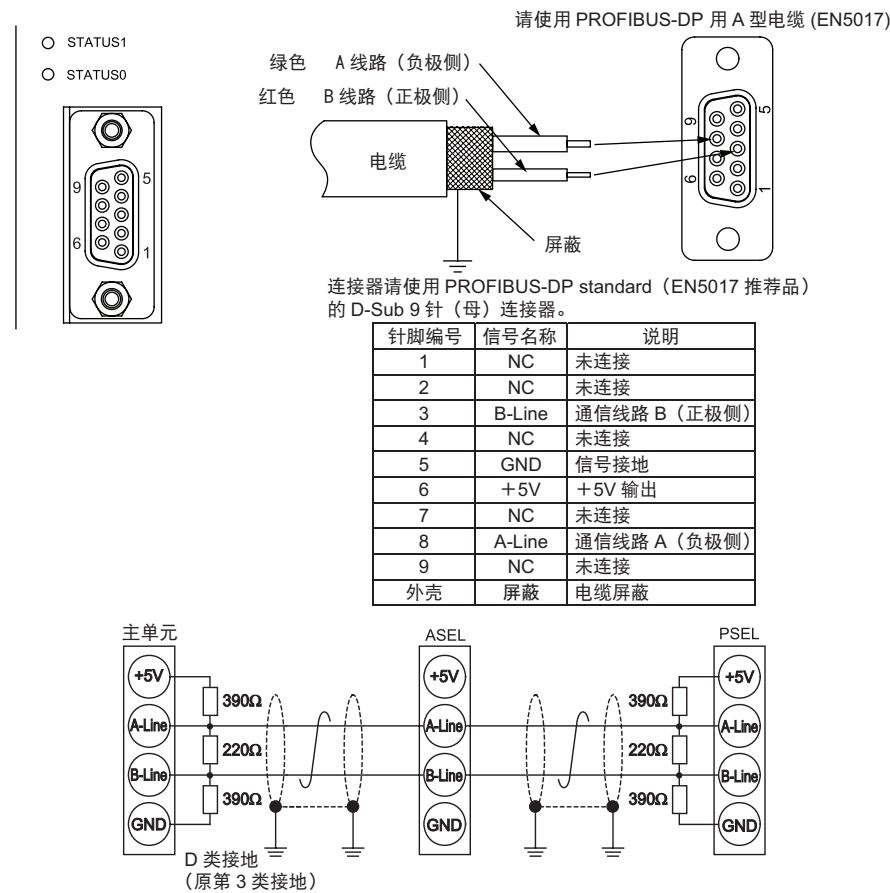 请使用 PROFIBUS-DP 用 A 型电缆 (EN5017)
STATUS1
STATUS0
绿色 A 线路（负极侧）
红色 B 线路（正极侧）
电缆
屏蔽
9
5
6
1
9
5
6
1
连接器请使用 PROFIBUS-DP standard（EN5017 推荐品）
的 D-Sub 9 针（母）连接器。
针脚编号 信号名称 说明
1 NC 未连接
2 NC 未连接
3 B-Line 通信线路 B（正极侧）
4 NC 未连接
5 GND 信号接地
6 ＋5V ＋5V 输出
7 NC 未连接
8 A-Line 通信线路 A（负极侧）
9 NC 未连接
外壳 屏蔽 电缆屏蔽
主单元 ASEL PSEL
+5V +5V +5V
390Ω 390Ω
A-Line A-Line A-Line
220Ω 220Ω
B-Line B-Line B-Line
390Ω 390Ω
GND GND GND
D 类接地
（原第 3 类接地）